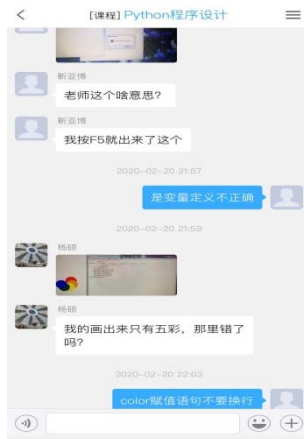 [课程] Python程序设计
靳亚博
老师这个啥意思?
靳亚博
我按F5就出来了这个
2020-02-20 21:57
是变量定义不正确
2020-02-20 21:59
杨硕
杨硕
我的画出来只有五彩，那里错了
吗?
2020-02-20 22:03
color赋值语句不要换行